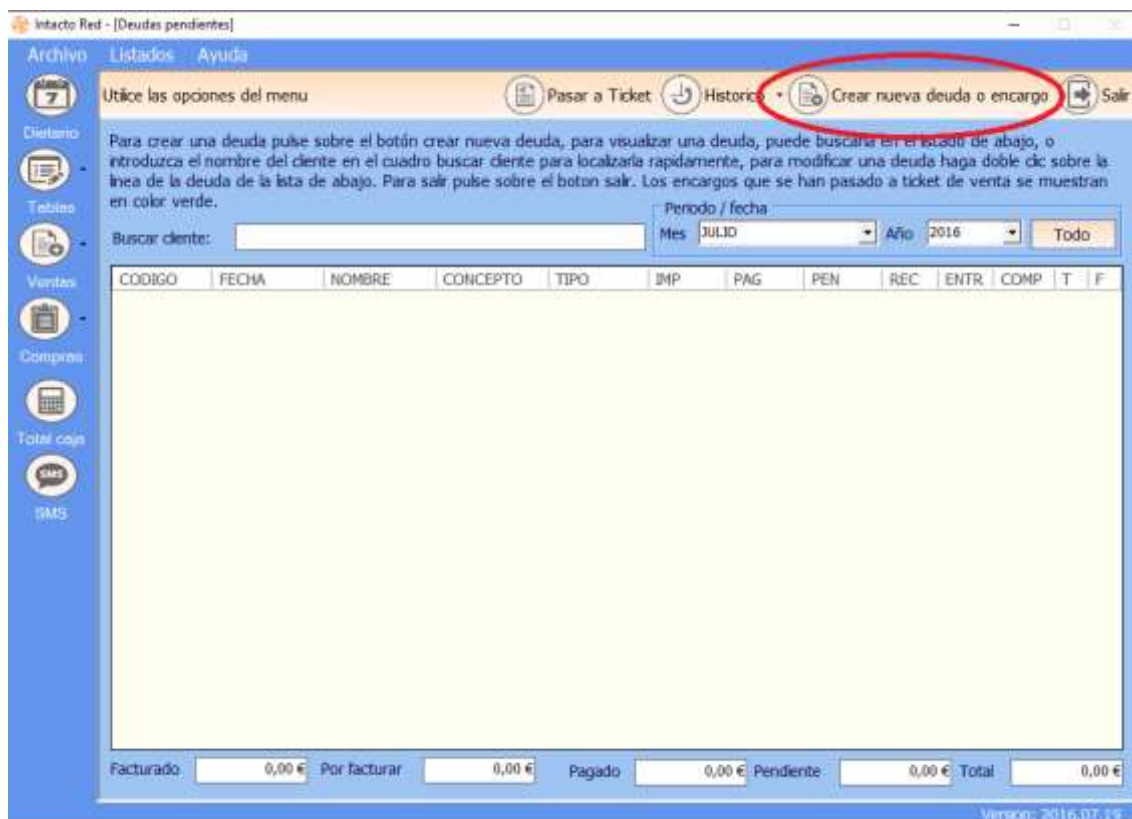 Intacto Red - [Deudas pendientes]
Archivo Listados Ayuda
Utilice las opciones del menu Pasar a Ticket Historico Crear nueva deuda o encargo Salir
Para crear una deuda pulse sobre el botón crear nueva deuda, para visualizar una deuda, puede buscarla en el listado de abajo, o
introduzca el nombre del cliente en el cuadro buscar cliente para localizarla rapidamente, para modificar una deuda haga doble clic sobre la
linea de la deuda de la lista de abajo. Para salir pulse sobre el boton salir. Los encargos que se han pasado a ticket de venta se muestran
en color verde.
Periodo / fecha
Buscar cliente: Mes JULIO Año 2016 Todo
CODIGO FECHA NOMBRE CONCEPTO TIPO IMP PAG PEN REC ENTR COMP T F
7
Dietario
Tablas
Ventas
Compras
Total caja
SMS
SMS
Facturado 0,00 € Por facturar 0,00 € Pagado 0,00 € Pendiente 0,00 € Total 0,00 €
Version: 2016.07.19